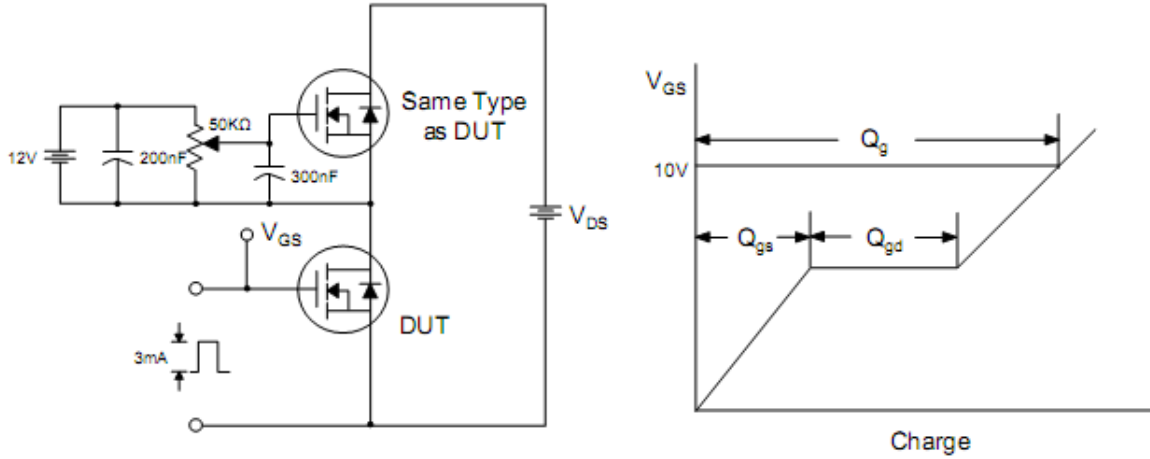 12V
200nF
50KΩ
300nF
Same Type
as DUT
V_GS
DUT
3mA
V_DS
V_GS
10V
Q_g
Q_gs
Q_gd
Charge